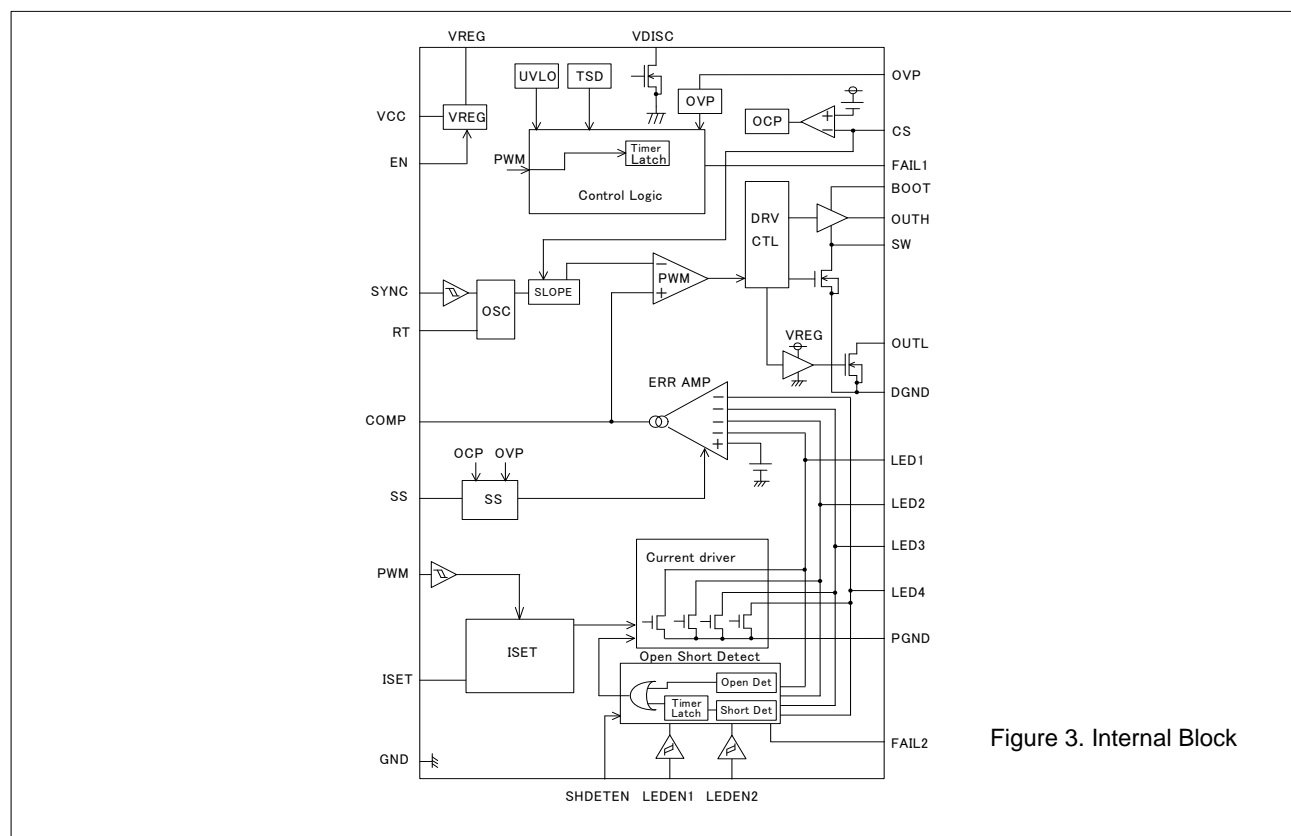 VREG
VDISC
UVLO
TSD
OVP
OVP
VCC
VREG
OCP
+
−
CS
EN
PWM
Timer
Latch
FAIL1
Control Logic
BOOT
DRV
CTL
OUTH
SW
SYNC
OSC
SLOPE
−
+
PWM
RT
VREG
OUTL
ERR AMP
DGND
COMP
−
−
−
−
+
OCP
OVP
LED1
SS
SS
LED2
LED3
Current driver
PWM
LED4
PGND
ISET
Open Short Detect
ISET
Open Det
Timer
Latch
Short Det
FAIL2
GND
SHDETEN
LEDEN1
LEDEN2
Figure 3. Internal Block